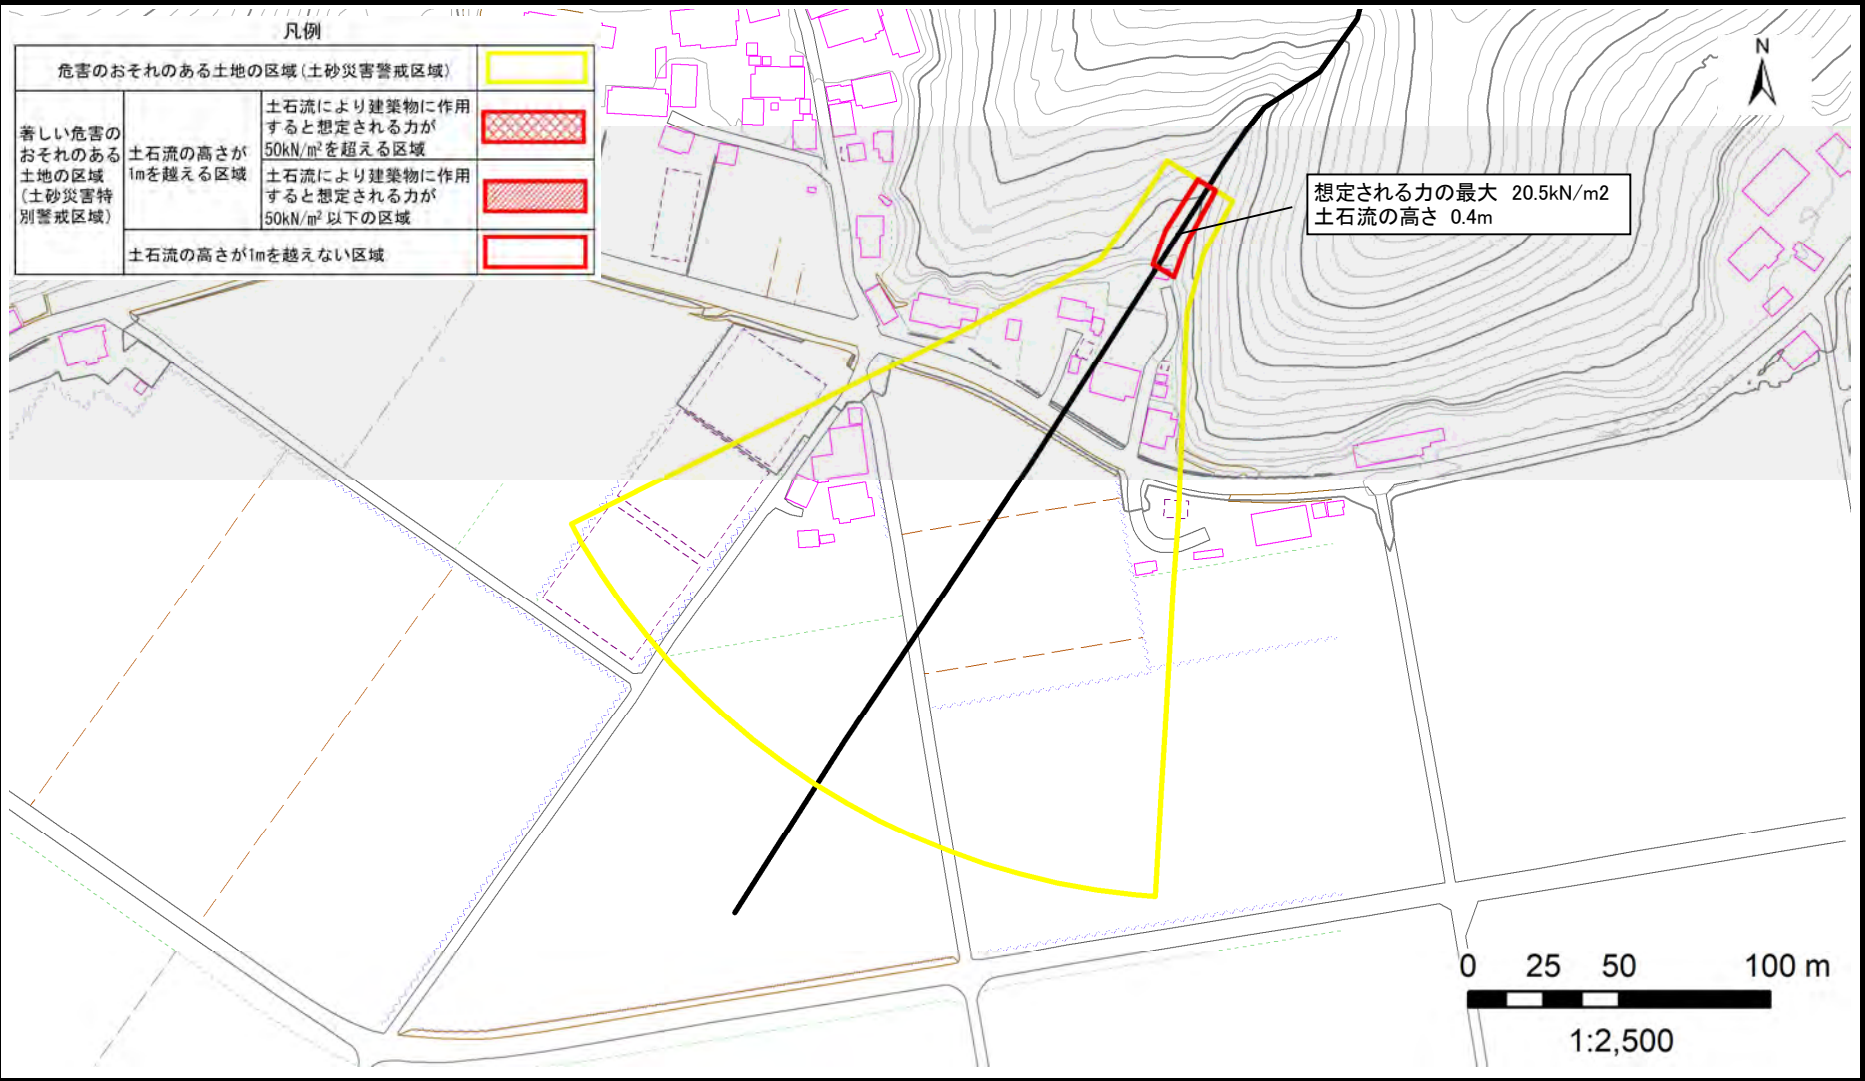 凡例
危害のおそれのある土地の区域(土砂災害警戒区域)
著しい危害の
おそれのある
土地の区域
(土砂災害特
別警戒区域)
土石流の高さが
1mを越える区域
土石流により建築物に作用
すると想定される力が
50kN/m²を超える区域
土石流により建築物に作用
すると想定される力が
50kN/m²以下の区域
土石流の高さが1mを越えない区域
想定される力の最大 20.5kN/m2
土石流の高さ 0.4m
N
0 25 50 100 m
1:2,500